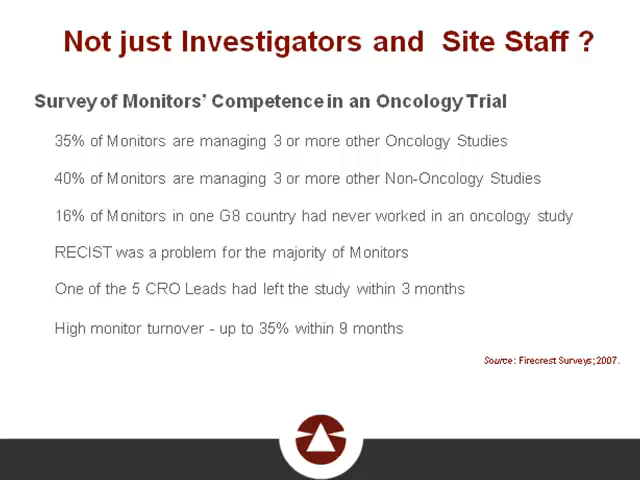 Not just Investigators and Site Staff ?
Survey of Monitors' Competence in an Oncology Trial
35% of Monitors are managing 3 or more other Oncology Studies
40% of Monitors are managing 3 or more other Non-Oncology Studies
16% of Monitors in one G8 country had never worked in an oncology study
RECIST was a problem for the majority of Monitors
One of the 5 CRO Leads had left the study within 3 months
High monitor turnover - up to 35% within 9 months
Source: Firecrest Surveys; 2007.